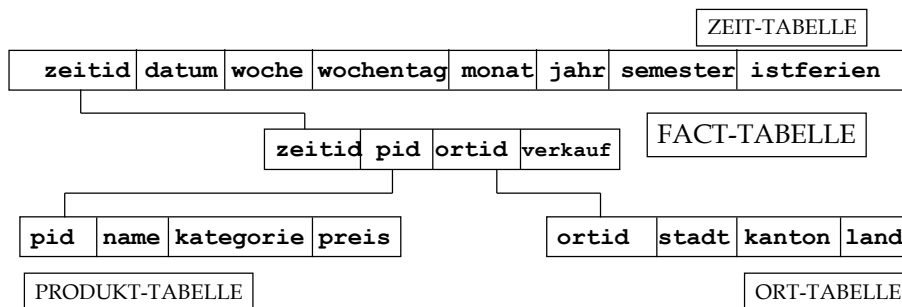 ZEIT-TABELLE
zeitid datum woche wochentag monat jahr semester istferien
FACT-TABELLE
zeitid pid ortid verkauf
pid name kategorie preis
ortid stadt kanton land
PRODUKT-TABELLE
ORT-TABELLE